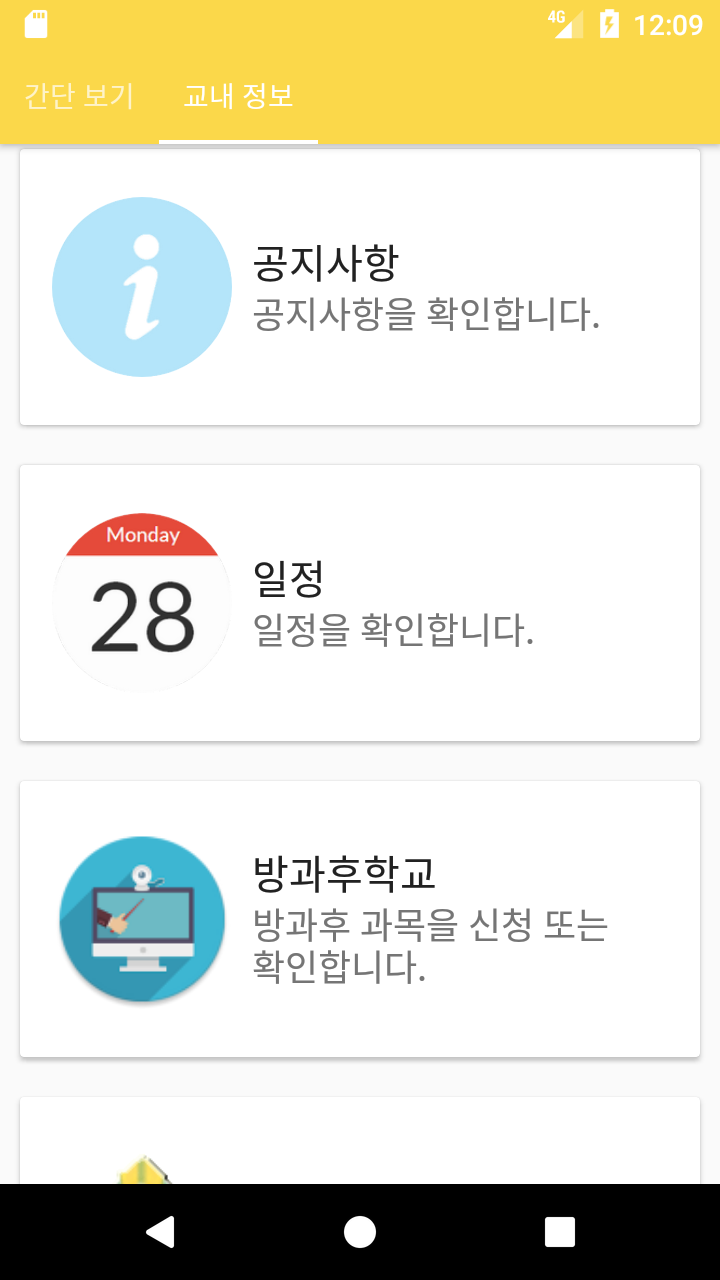 4G 12:09
간단 보기 교내 정보
공지사항
공지사항을 확인합니다.
Monday
28
일정
일정을 확인합니다.
방과후학교
방과후 과목을 신청 또는
확인합니다.